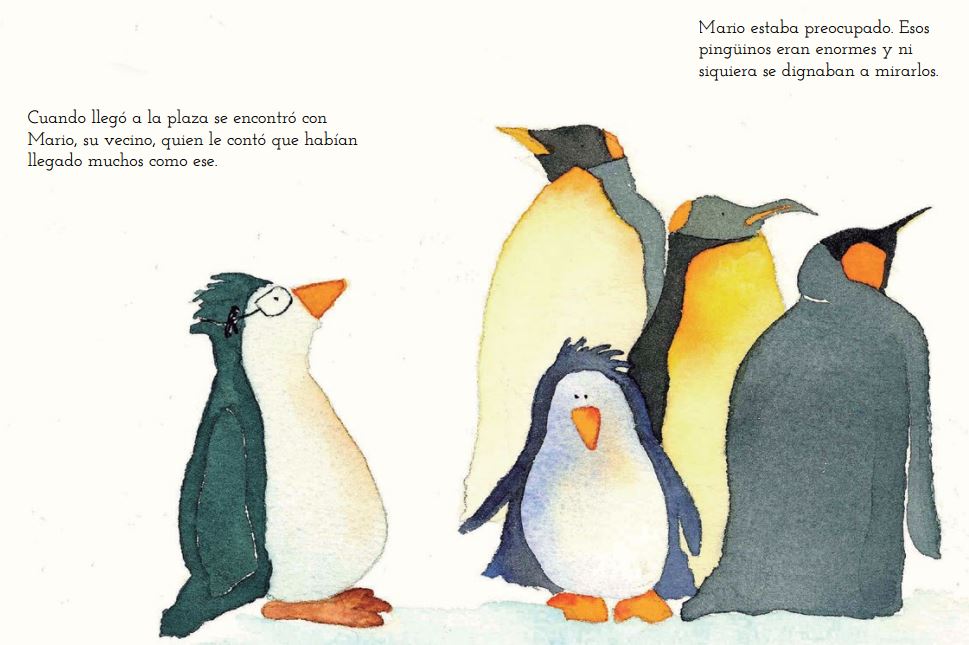 Cuando llegó a la plaza se encontró con
Mario, su vecino, quien le contó que habían
llegado muchos como ese.
Mario estaba preocupado. Esos
pingüinos eran enormes y ni
siquiera se dignaban a mirarlos.